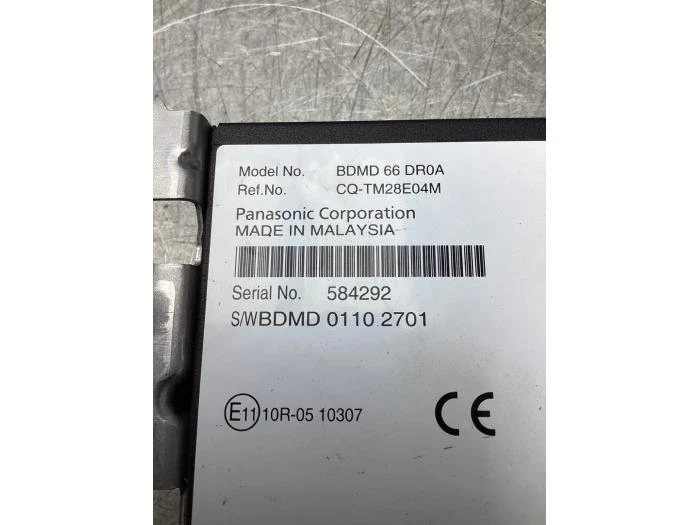 Model No. BDMD 66 DR0A
Ref.No. CQ-TM28E04M
Panasonic Corporation
MADE IN MALAYSIA
Serial No. 584292
S/WBDMD 0110 2701
E11 10R-05 10307 CE